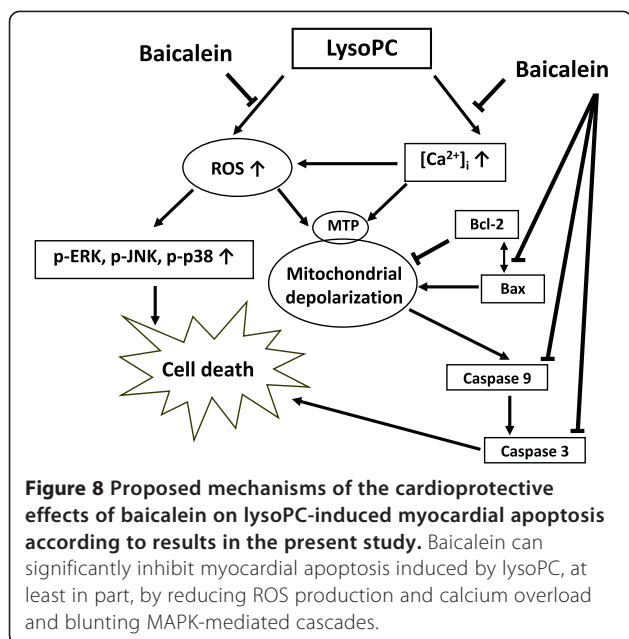 LysoPC
Baicalein
Baicalein
ROS ↑
[Ca²⁺]ᵢ ↑
MTP
Bcl-2
p-ERK, p-JNK, p-p38 ↑
Mitochondrial
depolarization
Bax
Cell death
Caspase 9
Caspase 3
Figure 8 Proposed mechanisms of the cardioprotective
effects of baicalein on lysoPC-induced myocardial apoptosis
according to results in the present study. Baicalein can
significantly inhibit myocardial apoptosis induced by lysoPC, at
least in part, by reducing ROS production and calcium overload
and blunting MAPK-mediated cascades.